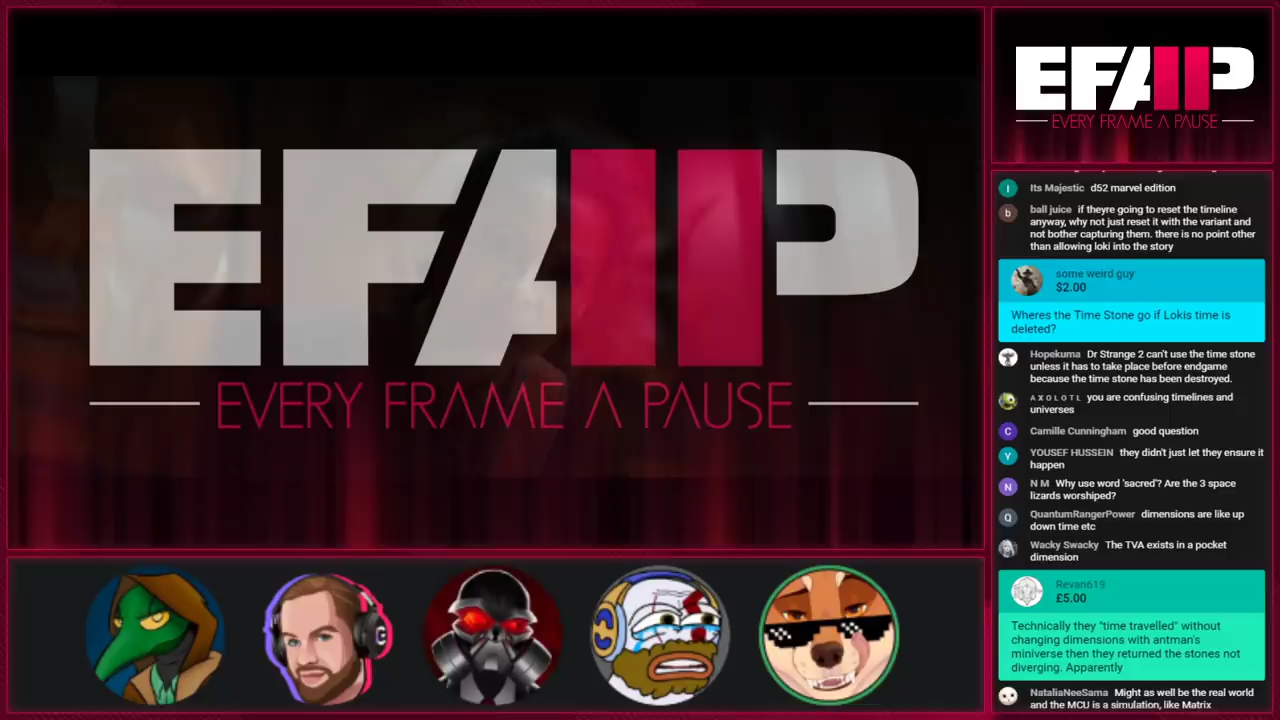 EFAP
EVERY FRAME A PAUSE
EFAP
EVERY FRAME A PAUSE
I Its Majestic d52 marvel edition
b ball juice if theyre going to reset the timeline
anyway, why not just reset it with the variant and
not bother capturing them. there is no point other
than allowing loki into the story
some weird guy
$2.00
Wheres the Time Stone go if Lokis time is
deleted?
Hopekuma Dr Strange 2 can't use the time stone
unless it has to take place before endgame
because the time stone has been destroyed.
A X O L O T L you are confusing timelines and
universes
C Camille Cunningham good question
Y YOUSEF HUSSEIN they didn't just let they ensure it
happen
N N M Why use word 'sacred'? Are the 3 space
lizards worshiped?
Q QuantumRangerPower dimensions are like up
down time etc
Wacky Swacky The TVA exists in a pocket
dimension
Revan619
£5.00
Technically they "time travelled" without
changing dimensions with antman's
miniverse then they returned the stones not
diverging. Apparently
NataliaNeeSama Might as well be the real world
and the MCU is a simulation, like Matrix